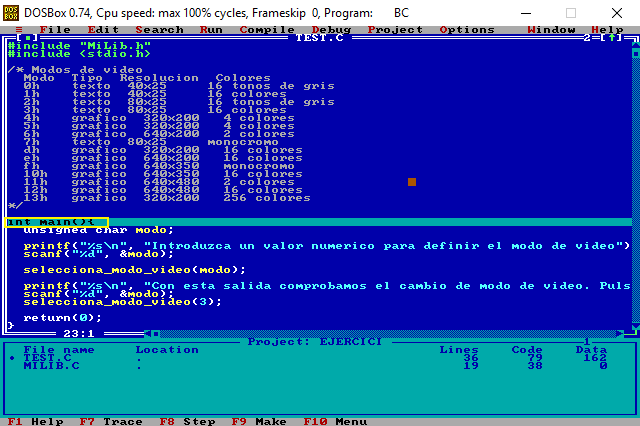 DOSBox 0.74, Cpu speed: max 100% cycles, Frameskip 0, Program: BC
≡ File Edit Search Run Compile Debug Project Options Window Help
[■] TEST.C 2=[↑]
#include "MiLib.h"
#include <stdio.h>
/* Modos de video
Modo Tipo Resolucion Colores
0h texto 40x25 16 tonos de gris
1h texto 40x25 16 colores
2h texto 80x25 16 tonos de gris
3h texto 80x25 16 colores
4h grafico 320x200 4 colores
5h grafico 320x200 4 colores
6h grafico 640x200 2 colores
7h texto 80x25 monocromo
dh grafico 320x200 16 colores
eh grafico 640x200 16 colores
fh grafico 640x350 monocromo
10h grafico 640x350 16 colores
11h grafico 640x480 2 colores
12h grafico 640x480 16 colores
13h grafico 320x200 256 colores
*/
int main(){
unsigned char modo;
printf("%s\n", "Introduzca un valor numerico para definir el modo de video")
scanf("%d", &modo);
selecciona_modo_video(modo);
printf("%s\n", "Con esta salida comprobamos el cambio de modo de video. Puls
scanf("%d", &modo);
selecciona_modo_video(3);
return(0);
}
23:1
Project: EJERCICI 1
File name Location Lines Code Data
• TEST.C . 36 79 162
MILIB.C . 19 38 0
F1 Help F7 Trace F8 Step F9 Make F10 Menu